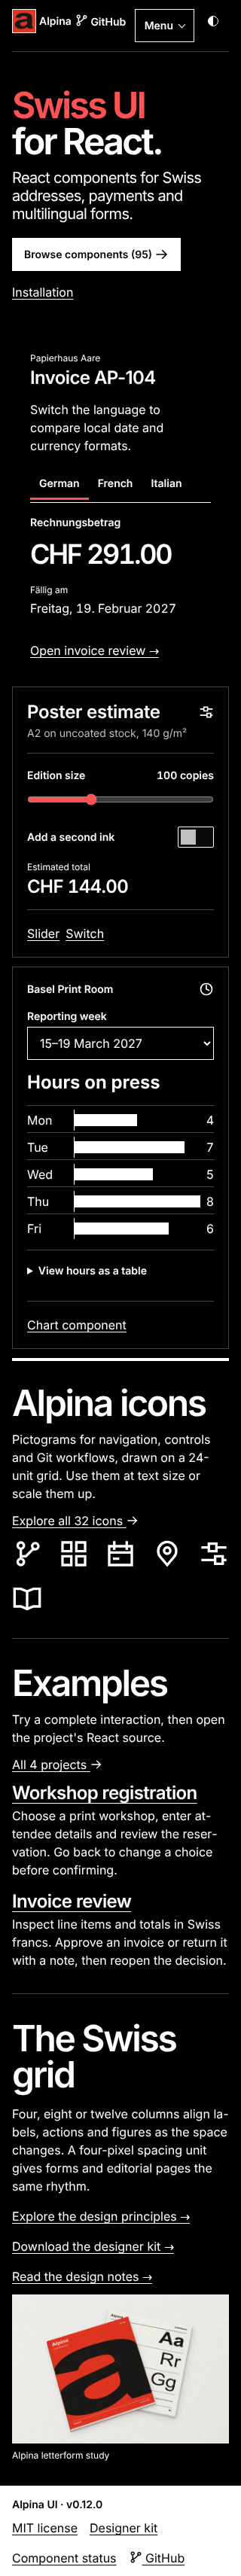 a Alpina GitHub Menu
Swiss UI
for React.
React components for Swiss
addresses, payments and
multilingual forms.
Browse components (95) →
Installation
Papierhaus Aare
Invoice AP-104
Switch the language to
compare local date and
currency formats.
German French Italian
Rechnungsbetrag
CHF 291.00
Fällig am
Freitag, 19. Februar 2027
Open invoice review →
Poster estimate
A2 on uncoated stock, 140 g/m²
Edition size 100 copies
Add a second ink
Estimated total
CHF 144.00
Slider Switch
Basel Print Room
Reporting week
15–19 March 2027
Hours on press
Mon 4
Tue 7
Wed 5
Thu 8
Fri 6
View hours as a table
Chart component
Alpina icons
Pictograms for navigation, controls
and Git workflows, drawn on a 24-
unit grid. Use them at text size or
scale them up.
Explore all 32 icons →
Examples
Try a complete interaction, then open
the project's React source.
All 4 projects →
Workshop registration
Choose a print workshop, enter at-
tendee details and review the reser-
vation. Go back to change a choice
before confirming.
Invoice review
Inspect line items and totals in Swiss
francs. Approve an invoice or return it
with a note, then reopen the decision.
The Swiss
grid
Four, eight or twelve columns align la-
bels, actions and figures as the space
changes. A four-pixel spacing unit
gives forms and editorial pages the
same rhythm.
Explore the design principles →
Download the designer kit →
Read the design notes →
Alpina
a
Aa
Rr
Gg
Alpina letterform study
Alpina UI · v0.12.0
MIT license Designer kit
Component status GitHub